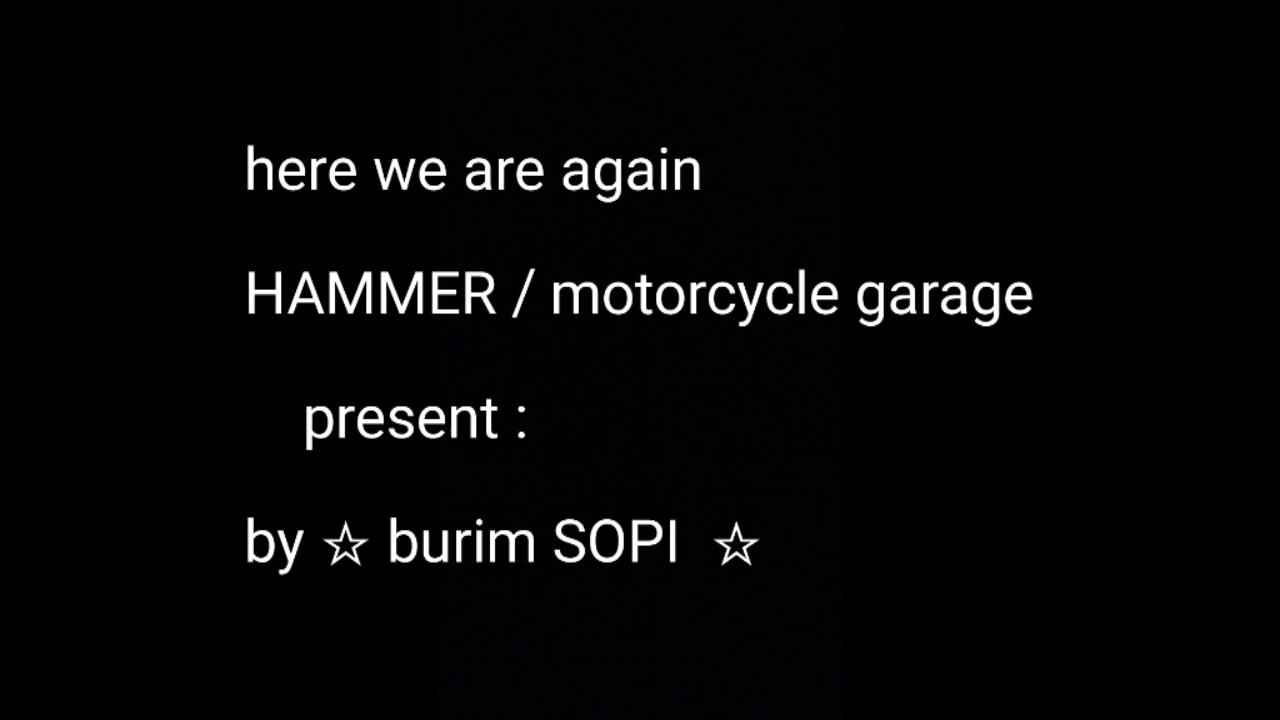 here we are again
HAMMER / motorcycle garage
present :
by ☆ burim SOPI ☆